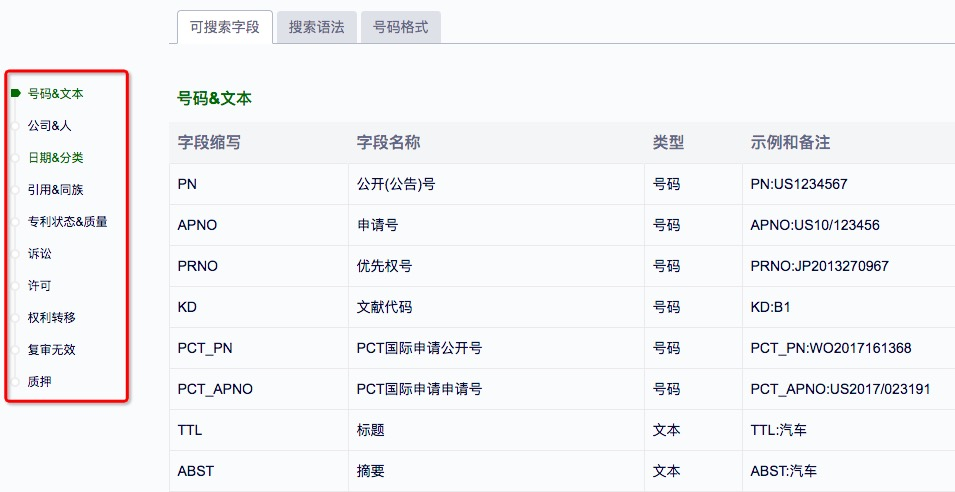 可搜索字段 搜索语法 号码格式
号码&文本
公司&人
日期&分类
引用&同族
专利状态&质量
诉讼
许可
权利转移
复审无效
质押
号码&文本
字段缩写 字段名称 类型 示例和备注
PN 公开(公告)号 号码 PN:US1234567
APNO 申请号 号码 APNO:US10/123456
PRNO 优先权号 号码 PRNO:JP2013270967
KD 文献代码 号码 KD:B1
PCT_PN PCT国际申请公开号 号码 PCT_PN:WO2017161368
PCT_APNO PCT国际申请申请号 号码 PCT_APNO:US2017/023191
TTL 标题 文本 TTL:汽车
ABST 摘要 文本 ABST:汽车